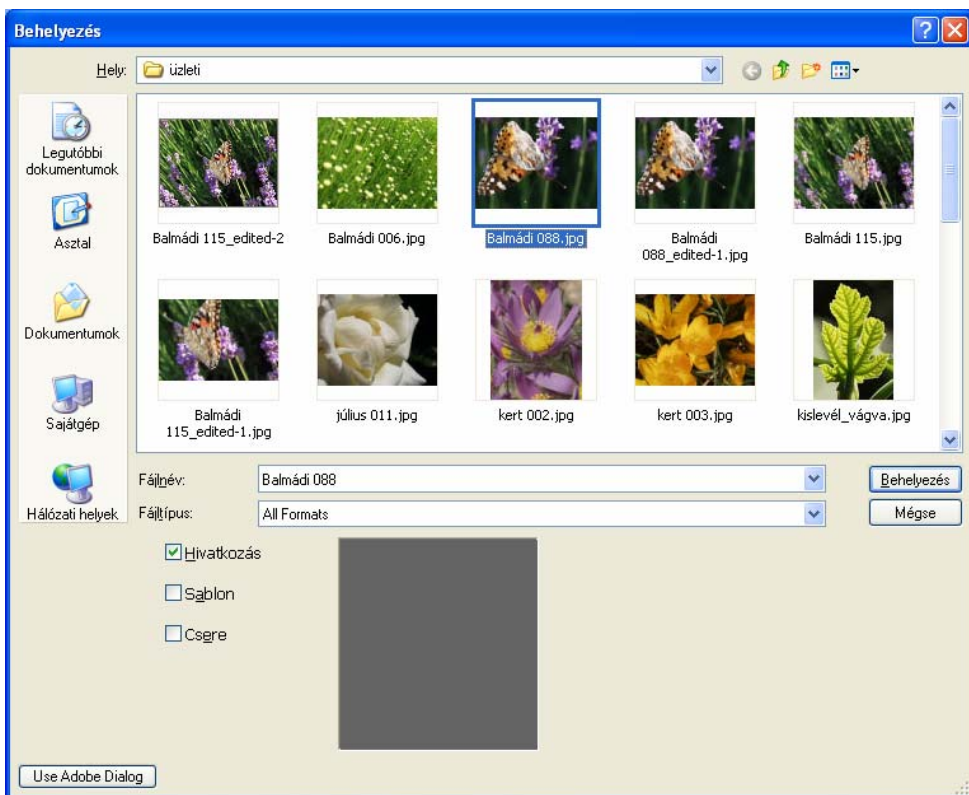 Behelyezés
Hely:
üzleti
Legutóbbi
dokumentumok
Asztal
Dokumentumok
Sajátgép
Hálózati helyek
Balmádi 115_edited-2
Balmádi 006.jpg
Balmádi 088.jpg
Balmádi
088_edited-1.jpg
Balmádi 115.jpg
Balmádi
115_edited-1.jpg
július 011.jpg
kert 002.jpg
kert 003.jpg
kislevél_vágva.jpg
Fájlnév:
Balmádi 088
Behelyezés
Fájltípus:
All Formats
Mégse
Hivatkozás
Sablon
Csere
Use Adobe Dialog